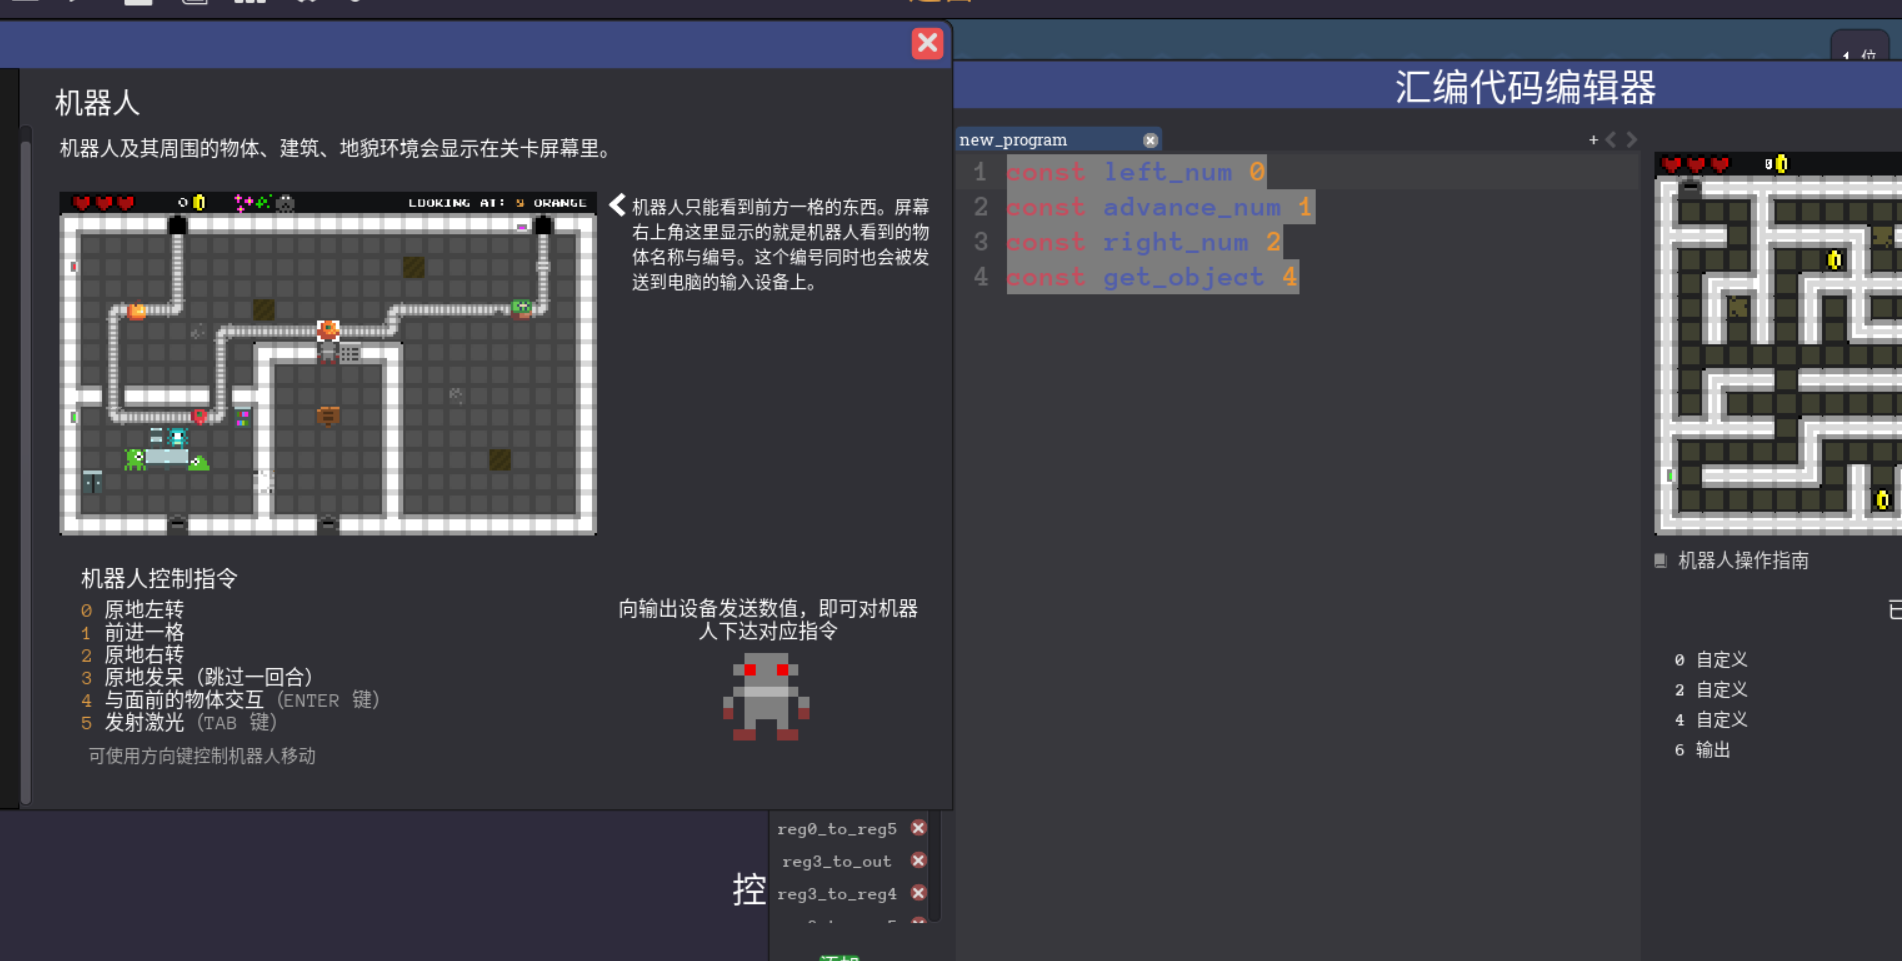 机器人
机器人及其周围的物体、建筑、地貌环境会显示在关卡屏幕里。
0
LOOKING AT: 9 ORANGE
机器人只能看到前方一格的东西。屏幕
右上角这里显示的就是机器人看到的物
体名称与编号。这个编号同时也会被发
送到电脑的输入设备上。
机器人控制指令
0 原地左转
1 前进一格
2 原地右转
3 原地发呆（跳过一回合）
4 与面前的物体交互（ENTER 键）
5 发射激光（TAB 键）
可使用方向键控制机器人移动
向输出设备发送数值，即可对机器
人下达对应指令
控
reg0_to_reg5
reg3_to_out
reg3_to_reg4
添加
1 位
汇编代码编辑器
new_program
+
1 const left_num 0
2 const advance_num 1
3 const right_num 2
4 const get_object 4
机器人操作指南
0 自定义
2 自定义
4 自定义
6 输出